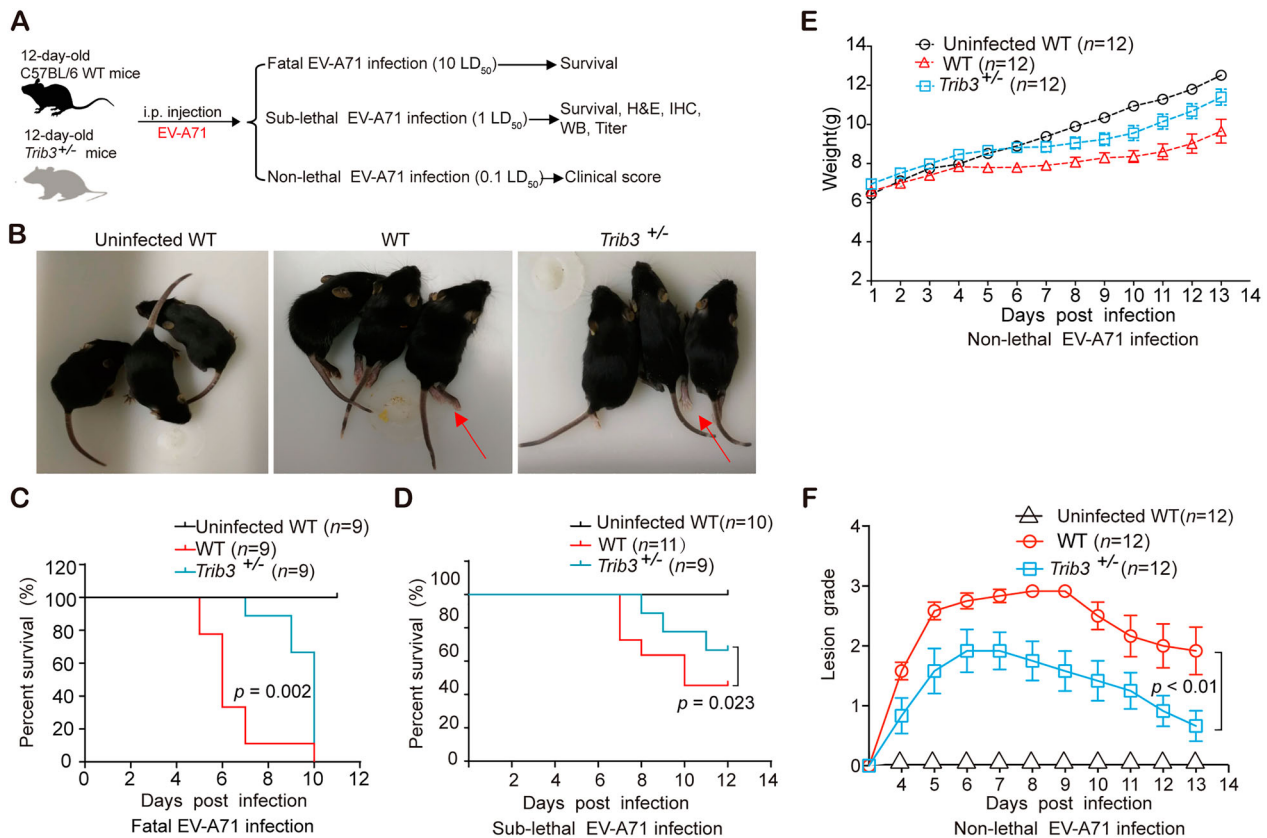 A
12-day-old
C57BL/6 WT mice
12-day-old
Trib3+/- mice
i.p. injection
EV-A71
Fatal EV-A71 infection (10 LD50)
Survival
Sub-lethal EV-A71 infection (1 LD50)
Survival, H&E, IHC,
WB, Titer
Non-lethal EV-A71 infection (0.1 LD50)
Clinical score
B
Uninfected WT
WT
Trib3 +/-
C
Uninfected WT (n=9)
WT (n=9)
Trib3 +/- (n=9)
Percent survival (%)
120
100
80
60
40
20
0
p = 0.002
0 2 4 6 8 10 12
Days post infection
Fatal EV-A71 infection
D
Uninfected WT(n=10)
WT (n=11)
Trib3 +/- (n=9)
Percent survival (%)
100
80
60
40
20
0
p = 0.023
2 4 6 8 10 12 14
Days post infection
Sub-lethal EV-A71 infection
E
Uninfected WT (n=12)
WT (n=12)
Trib3 +/- (n=12)
Weight(g)
14
12
10
8
6
4
2
1 2 3 4 5 6 7 8 9 10 11 12 13 14
Days post infection
Non-lethal EV-A71 infection
F
Uninfected WT(n=12)
WT (n=12)
Trib3 +/- (n=12)
Lesion grade
4
3
2
1
0
p < 0.01
4 5 6 7 8 9 10 11 12 13 14
Days post infection
Non-lethal EV-A71 infection